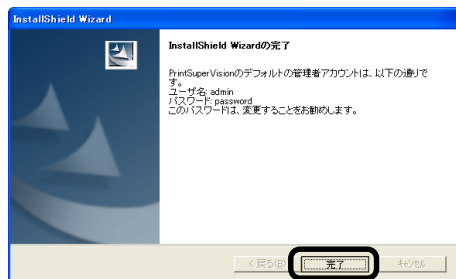 InstallShield Wizard
InstallShield Wizardの完了
PrintSuperVisionのデフォルトの管理者アカウントは、以下の通りで
す。
ユーザ名: admin
パスワード: password
このパスワードは、変更することをお勧めします。
< 戻る(B)
完了
キャンセル